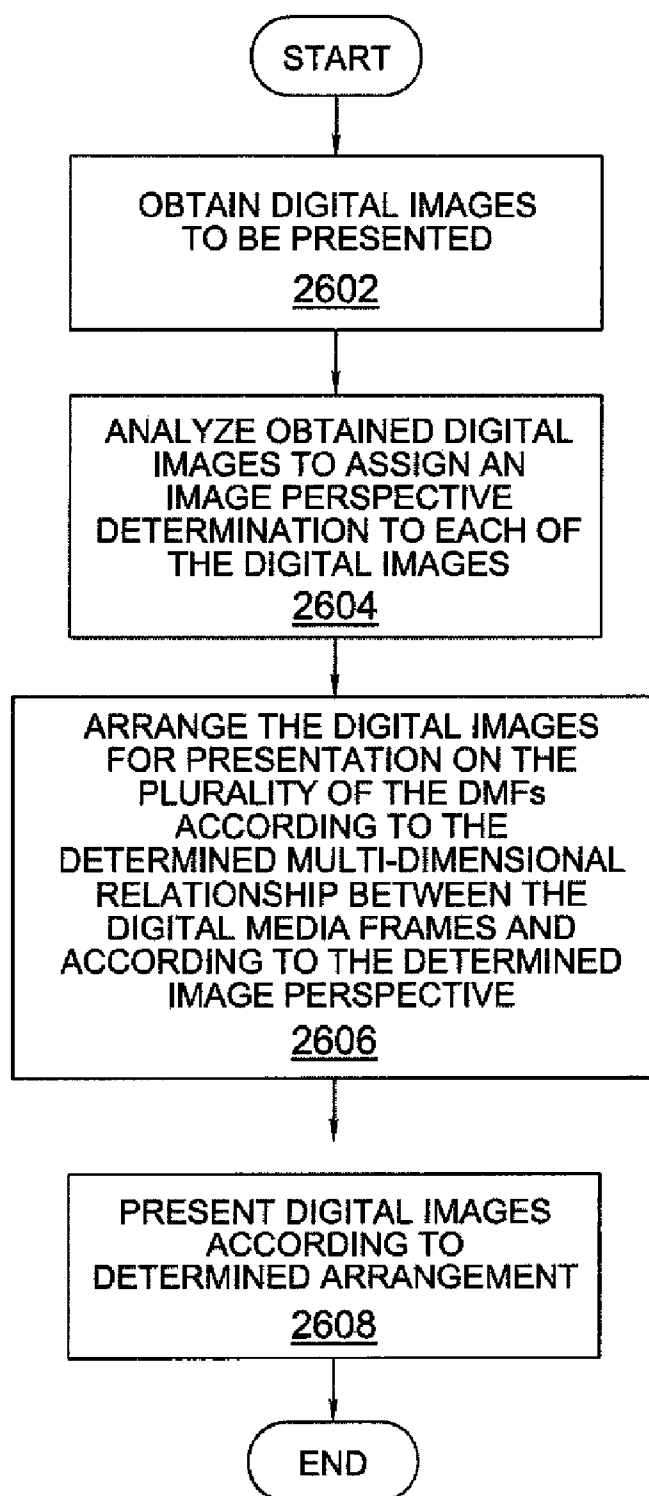 START
OBTAIN DIGITAL IMAGES
TO BE PRESENTED
2602
ANALYZE OBTAINED DIGITAL
IMAGES TO ASSIGN AN
IMAGE PERSPECTIVE
DETERMINATION TO EACH OF
THE DIGITAL IMAGES
2604
ARRANGE THE DIGITAL IMAGES
FOR PRESENTATION ON THE
PLURALITY OF THE DMFs
ACCORDING TO THE
DETERMINED MULTI-DIMENSIONAL
RELATIONSHIP BETWEEN THE
DIGITAL MEDIA FRAMES AND
ACCORDING TO THE DETERMINED
IMAGE PERSPECTIVE
2606
PRESENT DIGITAL IMAGES
ACCORDING TO
DETERMINED ARRANGEMENT
2608
END